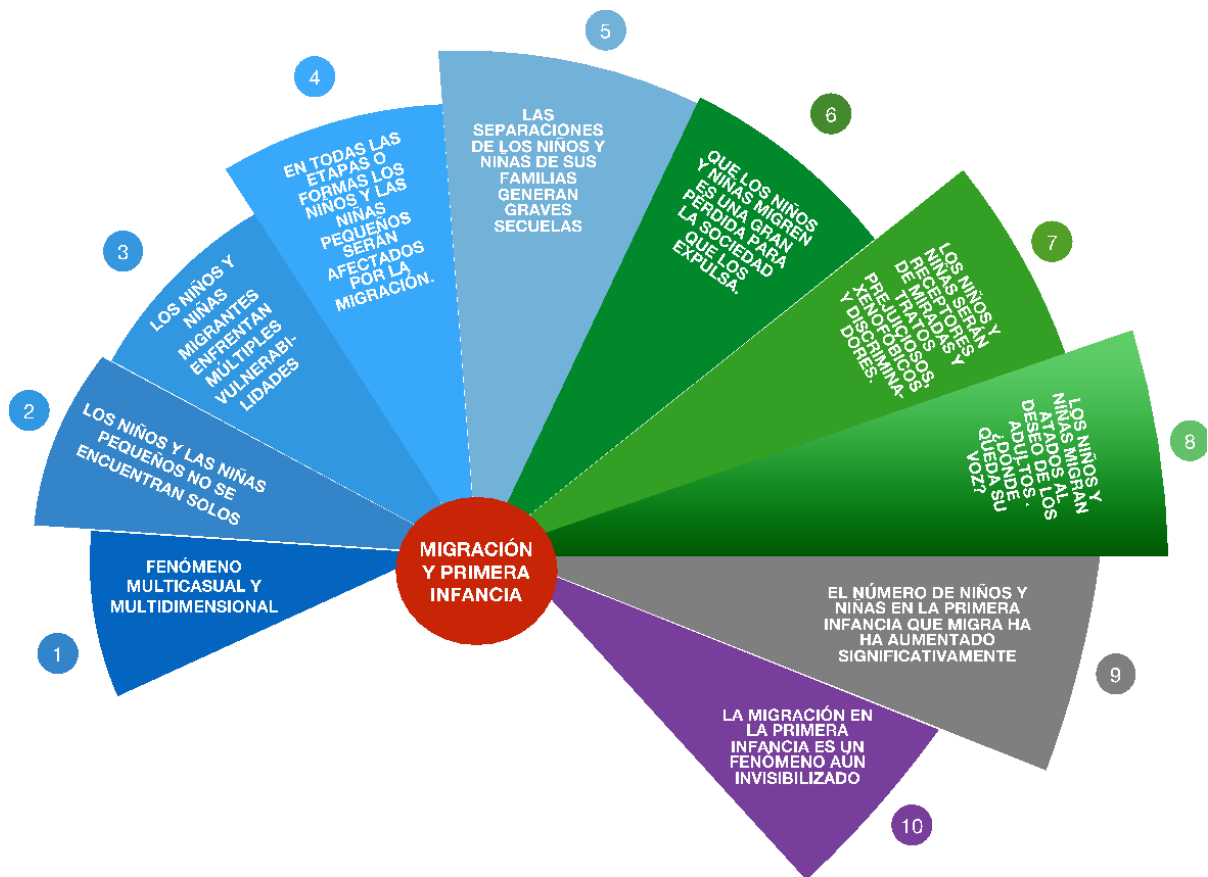 MIGRACIÓN
Y PRIMERA
INFANCIA
1
FENÓMENO
MULTICASUAL Y
MULTIDIMENSIONAL
2
LOS NIÑOS Y LAS NIÑAS
PEQUEÑOS NO SE
ENCUENTRAN SOLOS
3
LOS NIÑOS Y
NIÑAS
MIGRANTES
ENFRENTAN
MÚLTIPLES
VULNERABI-
LIDADES
4
EN TODAS LAS
ETAPAS O
FORMAS LOS
NIÑOS Y LAS
NIÑAS
PEQUEÑOS
SERÁN
AFECTADOS
POR LA
MIGRACIÓN.
5
LAS
SEPARACIONES
DE LOS NIÑOS Y
NIÑAS DE SUS
FAMILIAS
GENERAN
GRAVES
SECUELAS
6
QUE LOS NIÑOS
Y NIÑAS MIGREN
ES UNA GRAN
PÉRDIDA PARA
LA SOCIEDAD
QUE LOS
EXPULSA.
7
LOS NIÑOS Y
NIÑAS SERÁN
RECEPTORES
DE MIRADAS Y
TRATOS
PREJUICIOSOS,
XENOFÓBICOS
Y DISCRIMINA-
DORES.
8
LOS NIÑOS Y
NIÑAS MIGRAN
ATADOS AL
DESEO DE LOS
ADULTOS .
¿DONDE
QUEDA SU
VOZ?
9
EL NÚMERO DE NIÑOS Y
NIÑAS EN LA PRIMERA
INFANCIA QUE MIGRA HA
HA AUMENTADO
SIGNIFICATIVAMENTE
10
LA MIGRACIÓN EN
LA PRIMERA
INFANCIA ES UN
FENÓMENO AÚN
INVISIBILIZADO